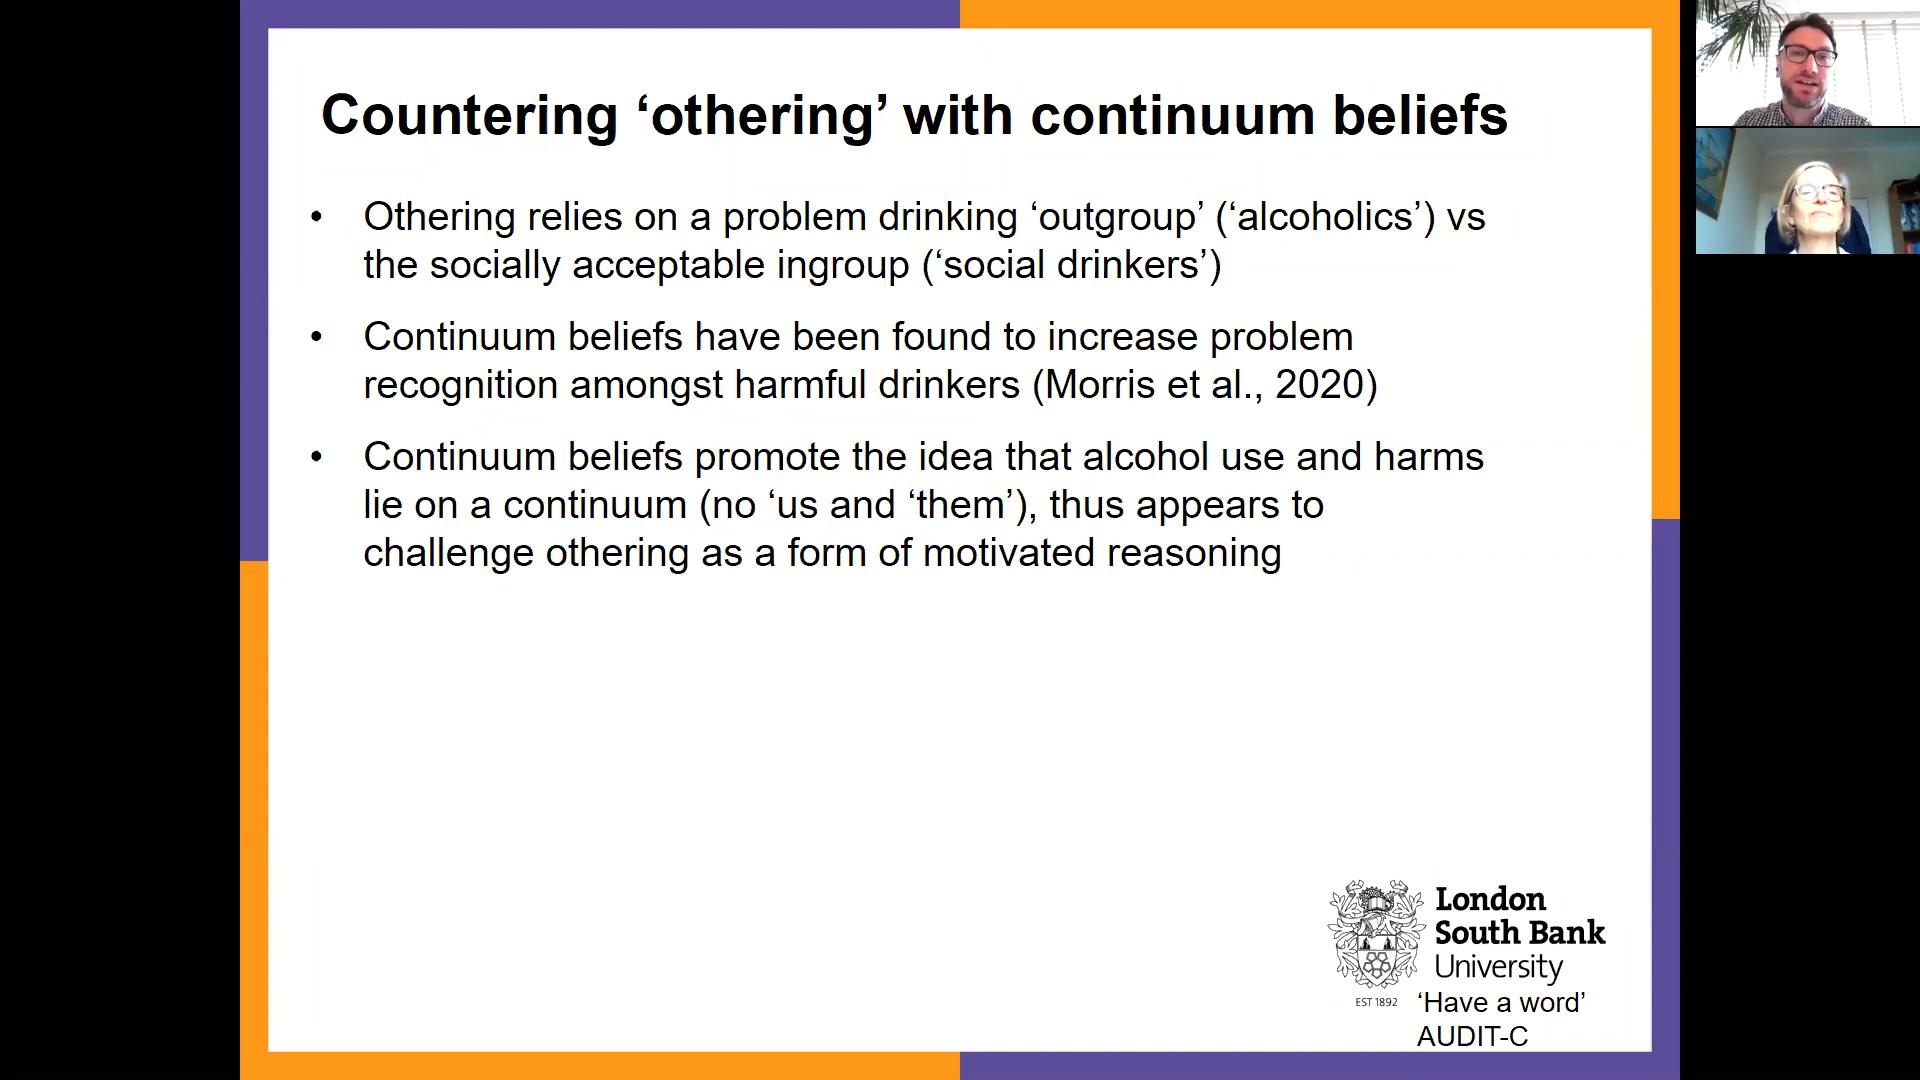 Countering ‘othering’ with continuum beliefs
• Othering relies on a problem drinking ‘outgroup’ (‘alcoholics’) vs
the socially acceptable ingroup (‘social drinkers’)
• Continuum beliefs have been found to increase problem
recognition amongst harmful drinkers (Morris et al., 2020)
• Continuum beliefs promote the idea that alcohol use and harms
lie on a continuum (no ‘us and ‘them’), thus appears to
challenge othering as a form of motivated reasoning
London
South Bank
University
EST 1892
‘Have a word’
AUDIT-C